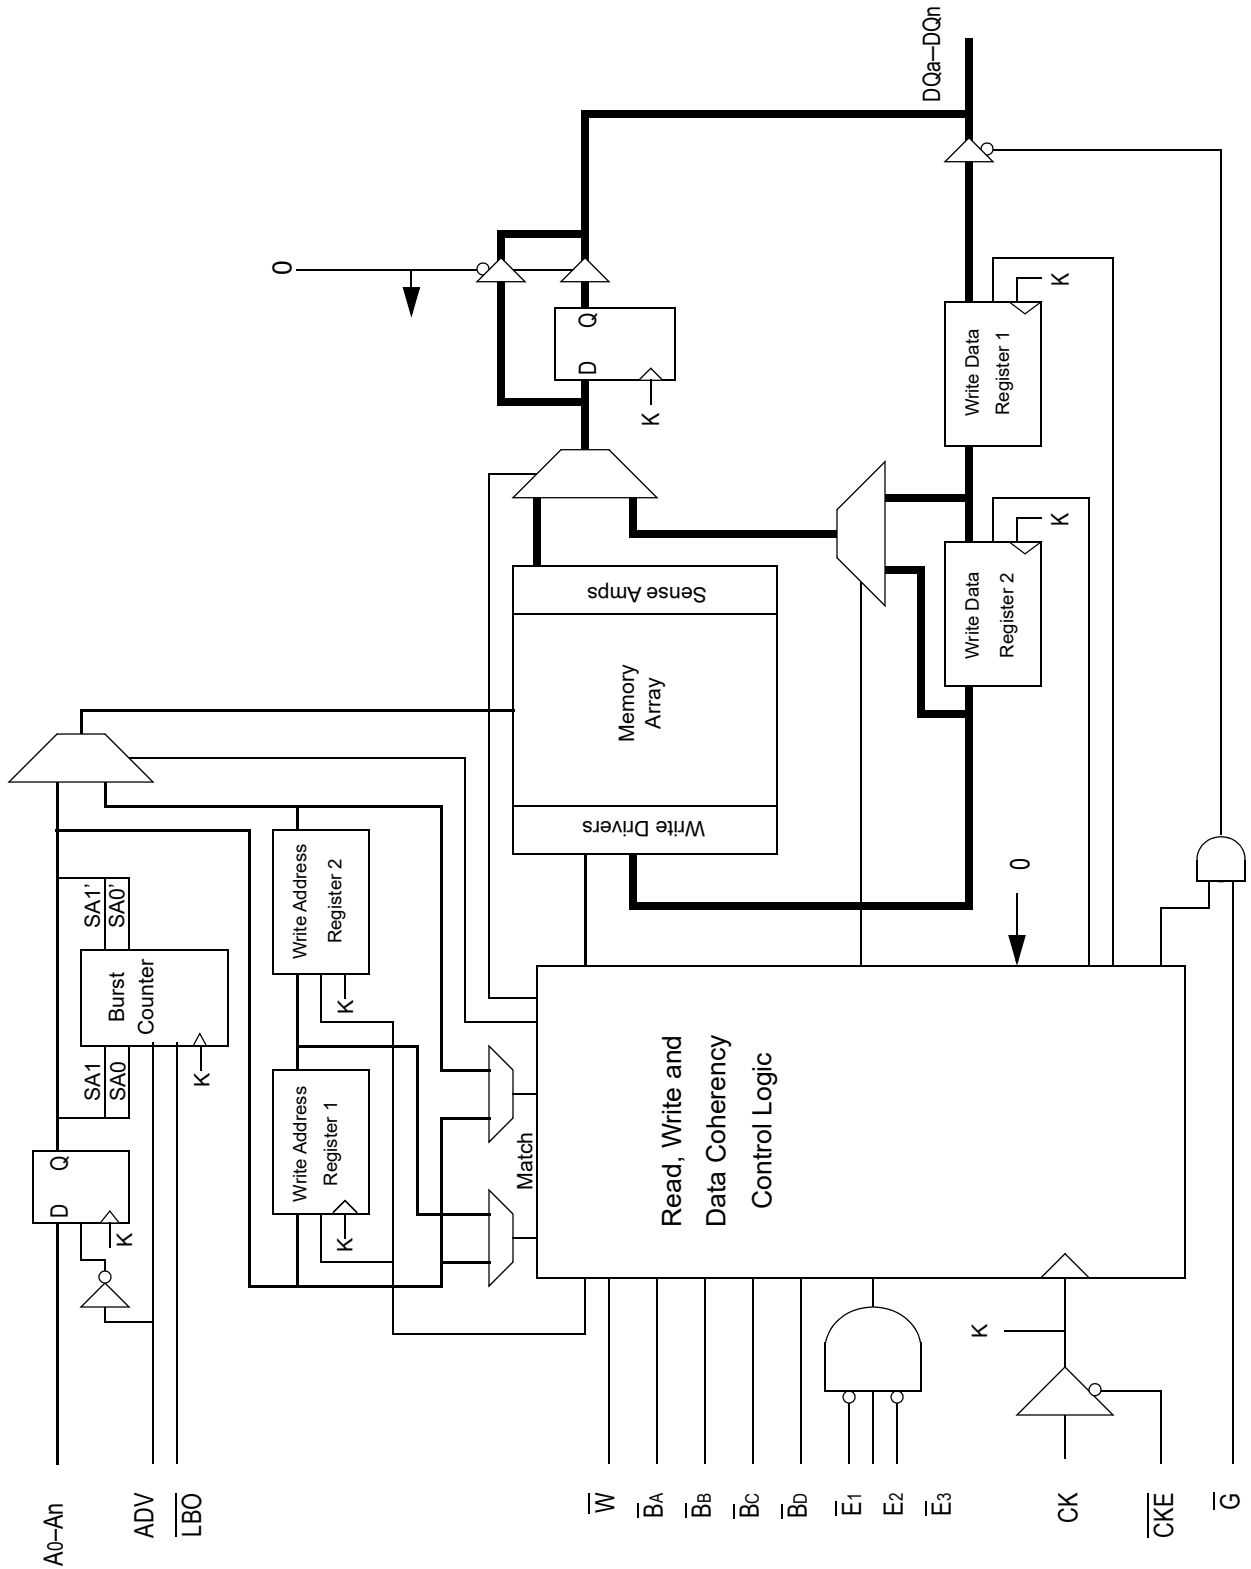 DQa–DQn
0
Q
D
K
Write Data
Register 1
K
Write Data
Register 2
K
Sense Amps
Memory
Array
Write Drivers
SA1'
SA0'
Burst
Counter
SA1
SA0
K
Write Address
Register 2
K
Write Address
Register 1
K
Q
D
K
Match
0
Read, Write and
Data Coherency
Control Logic
K
A0–An
ADV
LBO
W
BA
BB
BC
BD
E1
E2
E3
CK
CKE
G